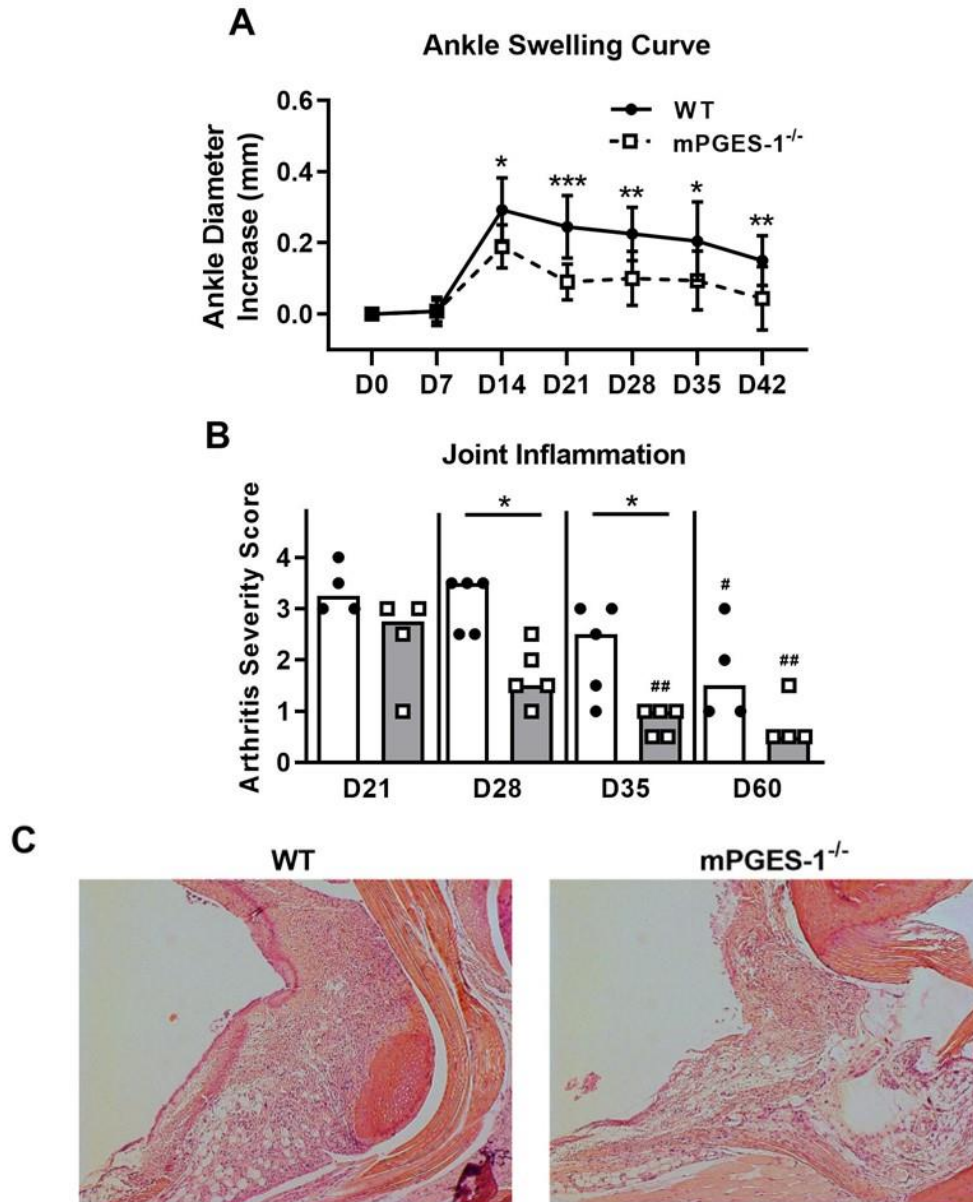 A
Ankle Swelling Curve
Ankle Diameter
Increase (mm)
0.6
0.4
0.2
0.0
WT
mPGES-1-/-
*
***
**
*
**
D0 D7 D14 D21 D28 D35 D42
B
Joint Inflammation
Arthritis Severity Score
4
3
2
1
0
*
*
#
##
##
D21 D28 D35 D60
C
WT
mPGES-1-/-